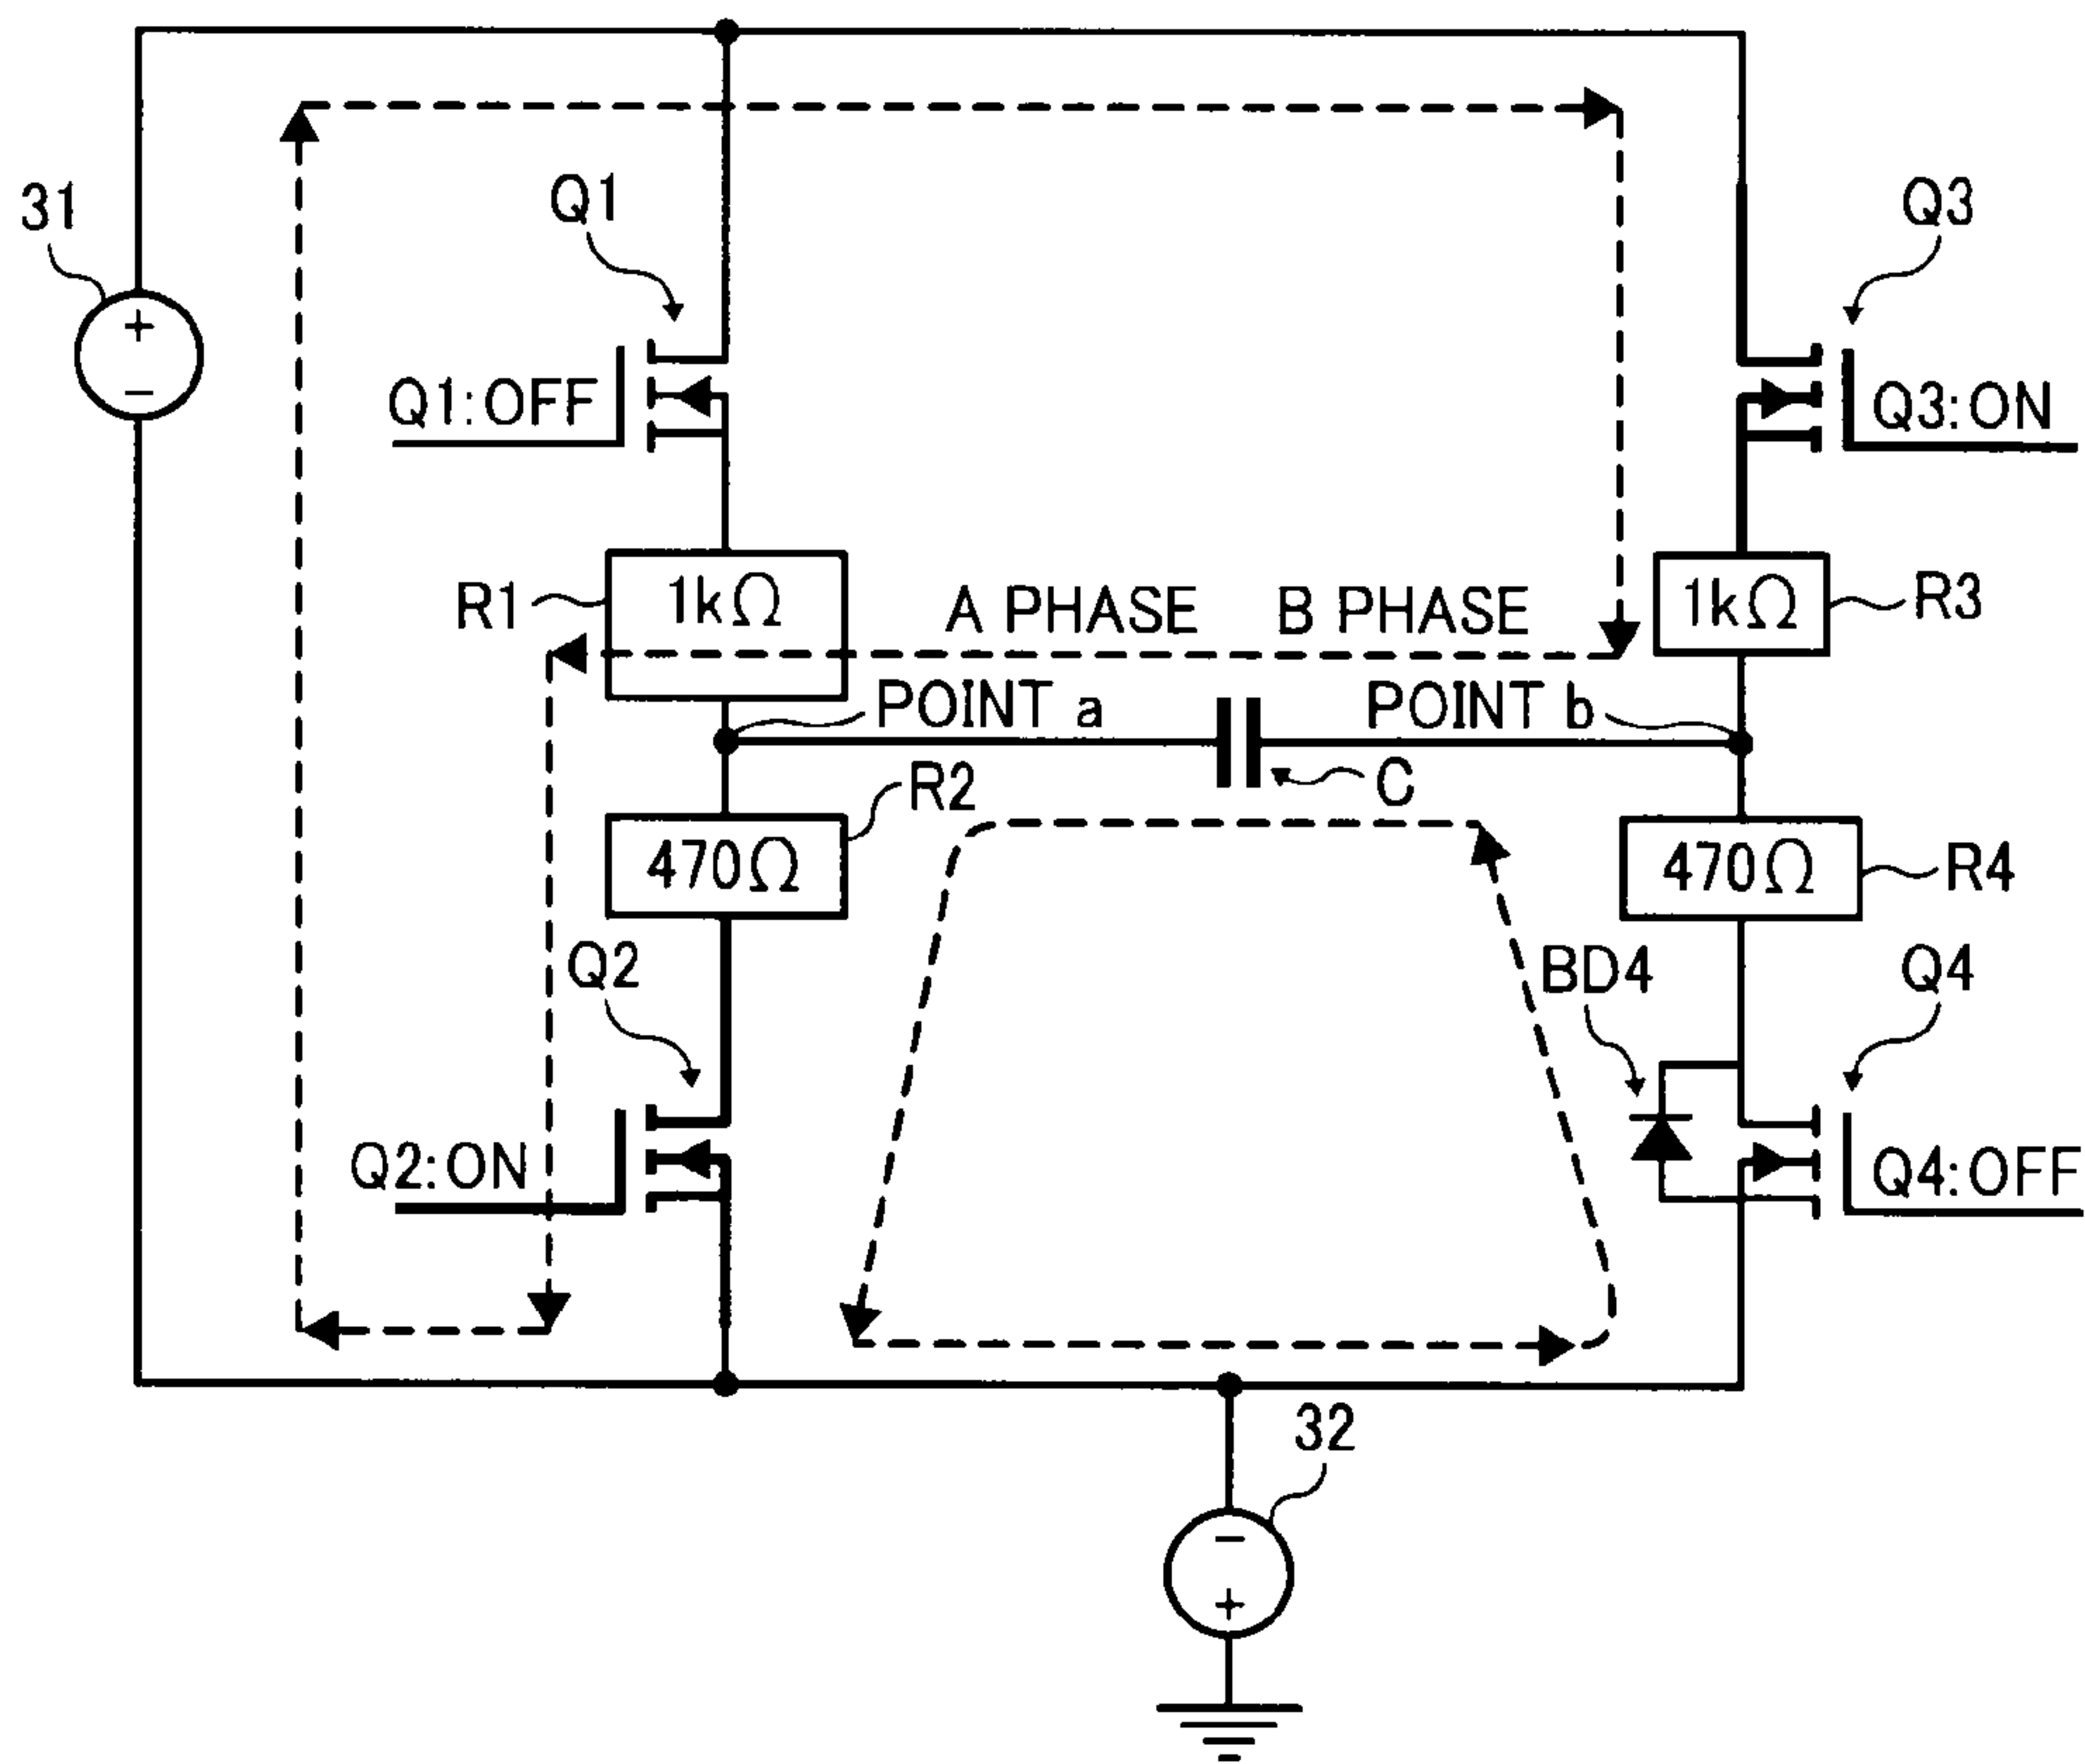 31
Q1
Q3
+
−
Q1:OFF
Q3:ON
R1
1kΩ
A PHASE
B PHASE
1kΩ
R3
POINT a
POINT b
C
R2
470Ω
470Ω
R4
Q2
BD4
Q4
Q2:ON
Q4:OFF
32
−
+